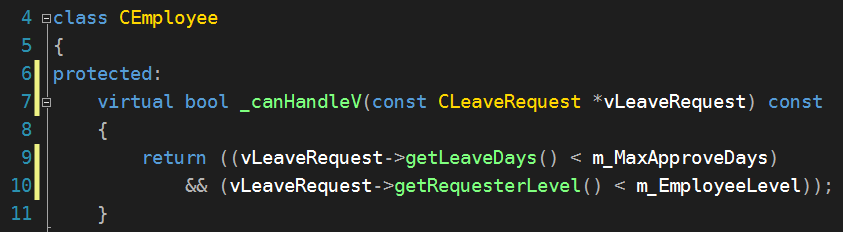 4 class CEmployee
5 {
6 protected:
7 virtual bool _canHandleV(const CLeaveRequest *vLeaveRequest) const
8 {
9 return ((vLeaveRequest->getLeaveDays() < m_MaxApproveDays)
10 && (vLeaveRequest->getRequesterLevel() < m_EmployeeLevel));
11 }